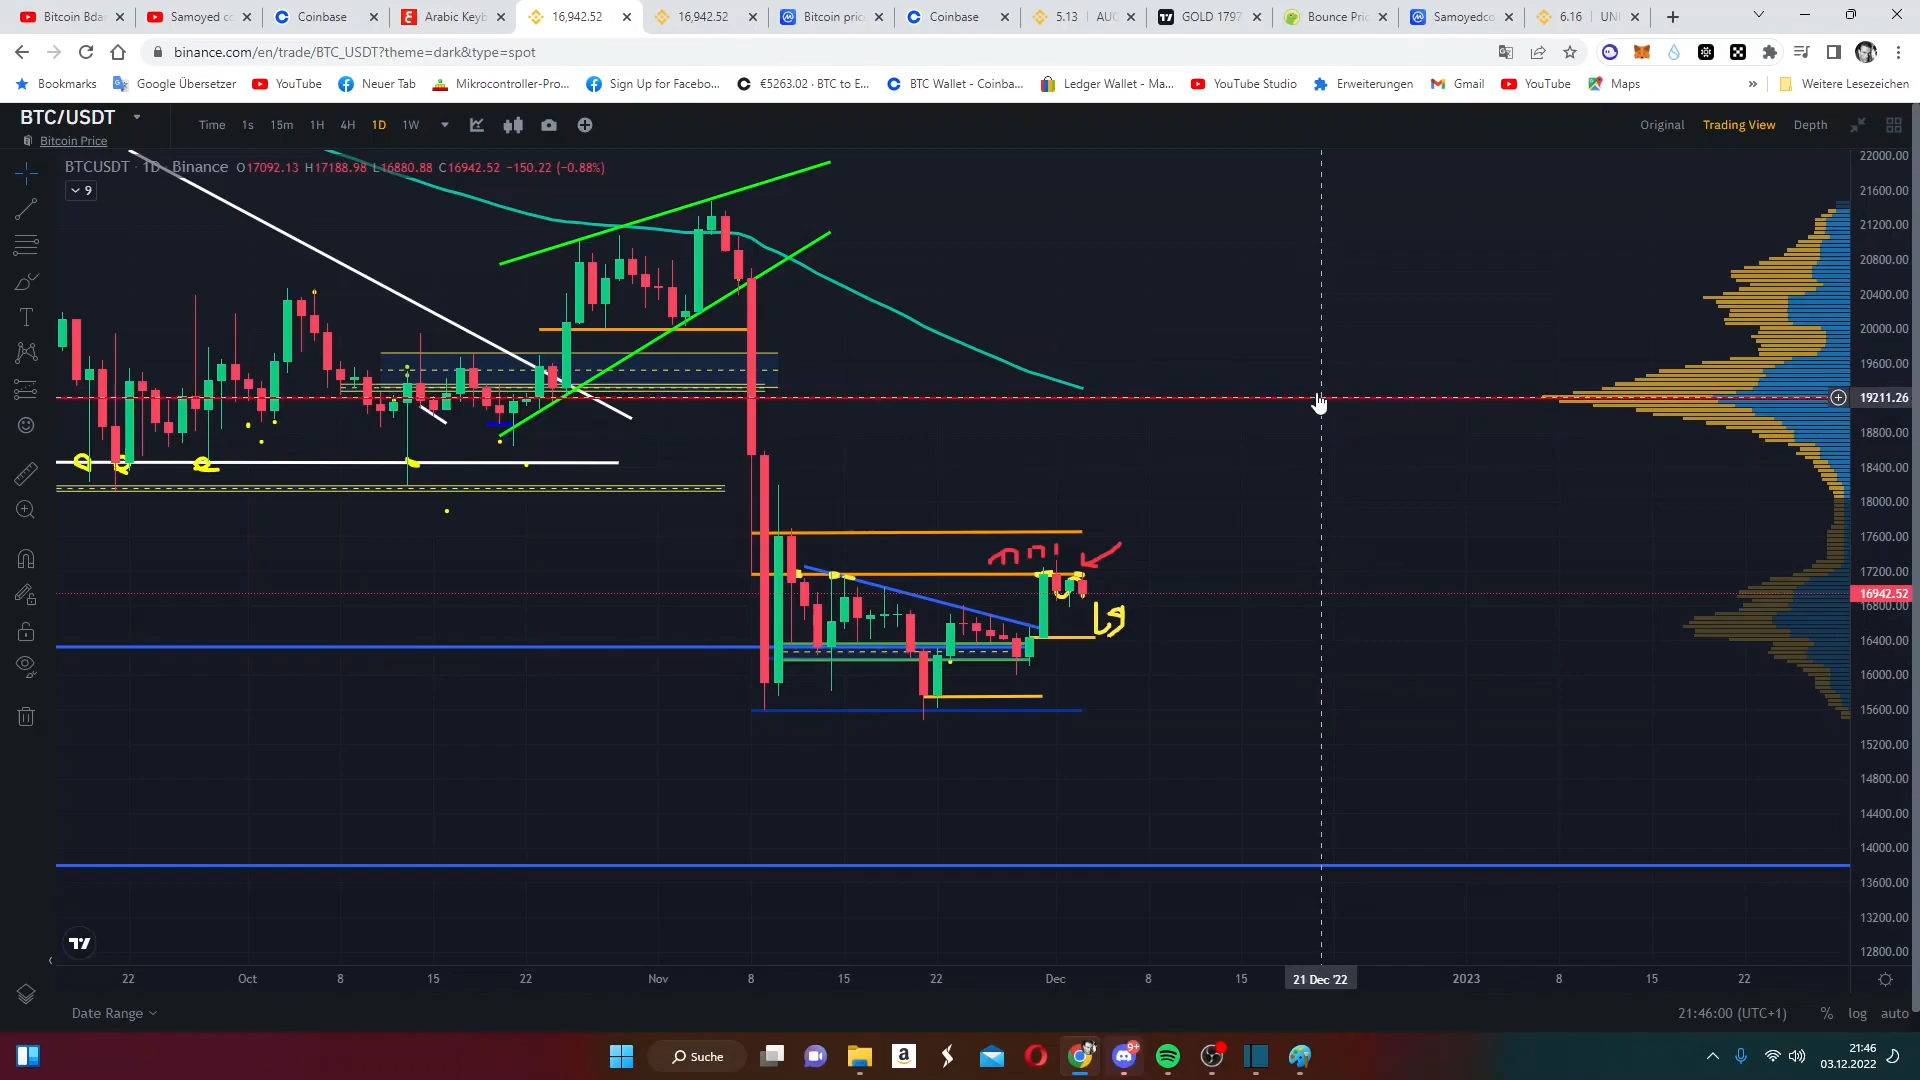 Bitcoin Bda
Samoyed co
Coinbase
Arabic Keyb
16,942.52
16,942.52
Bitcoin pric
Coinbase
5.13 | AUC
GOLD 1797
Bounce Pric
Samoyedco
6.16 | UNI
binance.com/en/trade/BTC_USDT?theme=dark&type=spot
Bookmarks
Google Übersetzer
YouTube
Neuer Tab
Mikrocontroller-Pro...
Sign Up for Facebo...
€5263.02 · BTC to E...
BTC Wallet - Coinba...
Ledger Wallet - Ma...
YouTube Studio
Erweiterungen
Gmail
YouTube
Maps
»
Weitere Lesezeichen
BTC/USDT
Bitcoin Price
Time 1s 15m 1H 4H 1D 1W
Original Trading View Depth
BTCUSDT · 1D · Binance O17092.13 H17188.98 L16880.88 C16942.52 −150.22 (−0.88%)
9
22000.00
21600.00
21200.00
20800.00
20400.00
20000.00
19600.00
19211.26
18800.00
18400.00
18000.00
17600.00
17200.00
16942.52
16800.00
16400.00
16000.00
15600.00
15200.00
14800.00
14400.00
14000.00
13600.00
13200.00
12800.00
22 Oct 8 15 22 Nov 8 15 22 Dec 8 15 21 Dec '22 2023 8 15 22
Date Range
21:46:00 (UTC+1) % log auto
Suche
9+
21:46
03.12.2022